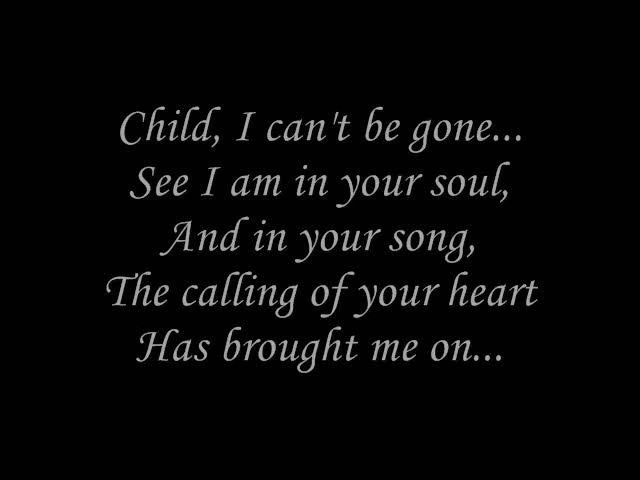 Child, I can't be gone...
See I am in your soul,
And in your song,
The calling of your heart
Has brought me on...